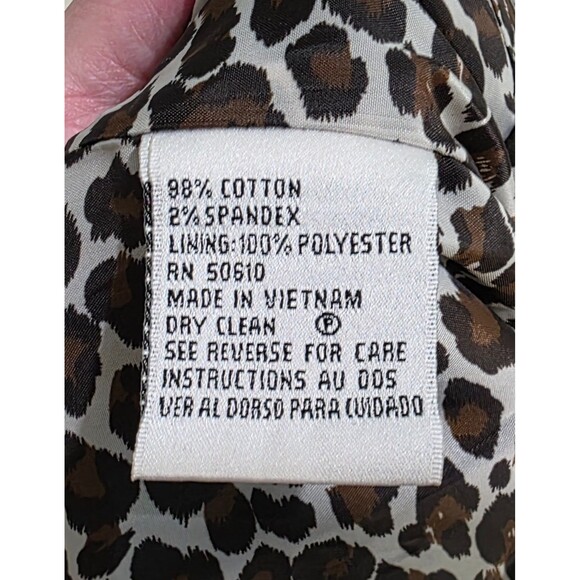 98% COTTON
2% SPANDEX
LINING:100% POLYESTER
RN 50610
MADE IN VIETNAM
DRY CLEAN Ⓟ
SEE REVERSE FOR CARE
INSTRUCTIONS AU DOS
VER AL DORSO PARA CUIDADO